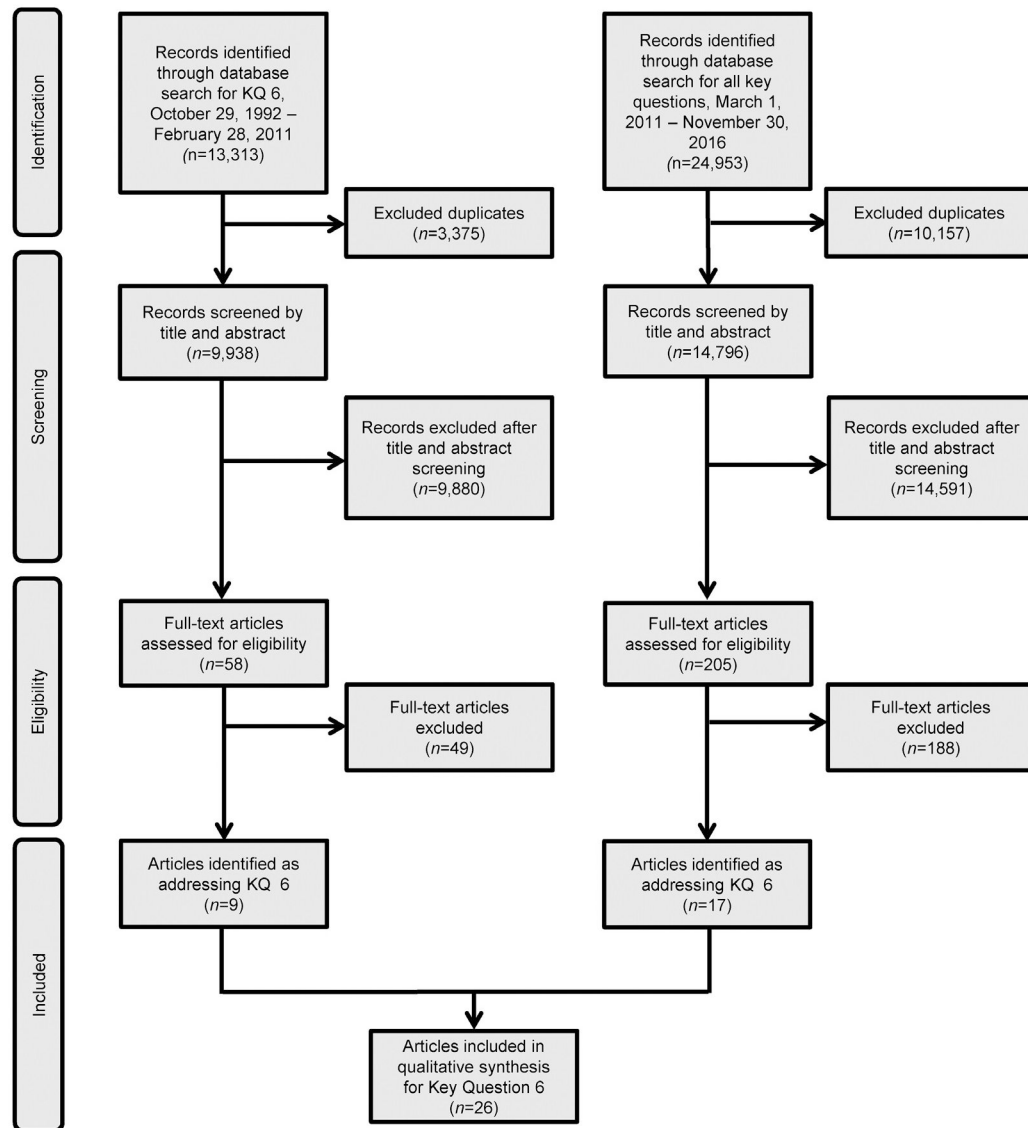 Identification
Records identified
through database
search for KQ 6,
October 29, 1992 –
February 28, 2011
(n=13,313)
Records identified
through database
search for all key
questions, March 1,
2011 – November 30,
2016
(n=24,953)
Excluded duplicates
(n=3,375)
Excluded duplicates
(n=10,157)
Screening
Records screened by
title and abstract
(n=9,938)
Records screened by
title and abstract
(n=14,796)
Records excluded after
title and abstract
screening
(n=9,880)
Records excluded after
title and abstract
screening
(n=14,591)
Eligibility
Full-text articles
assessed for eligibility
(n=58)
Full-text articles
assessed for eligibility
(n=205)
Full-text articles
excluded
(n=49)
Full-text articles
excluded
(n=188)
Included
Articles identified as
addressing KQ 6
(n=9)
Articles identified as
addressing KQ 6
(n=17)
Articles included in
qualitative synthesis
for Key Question 6
(n=26)